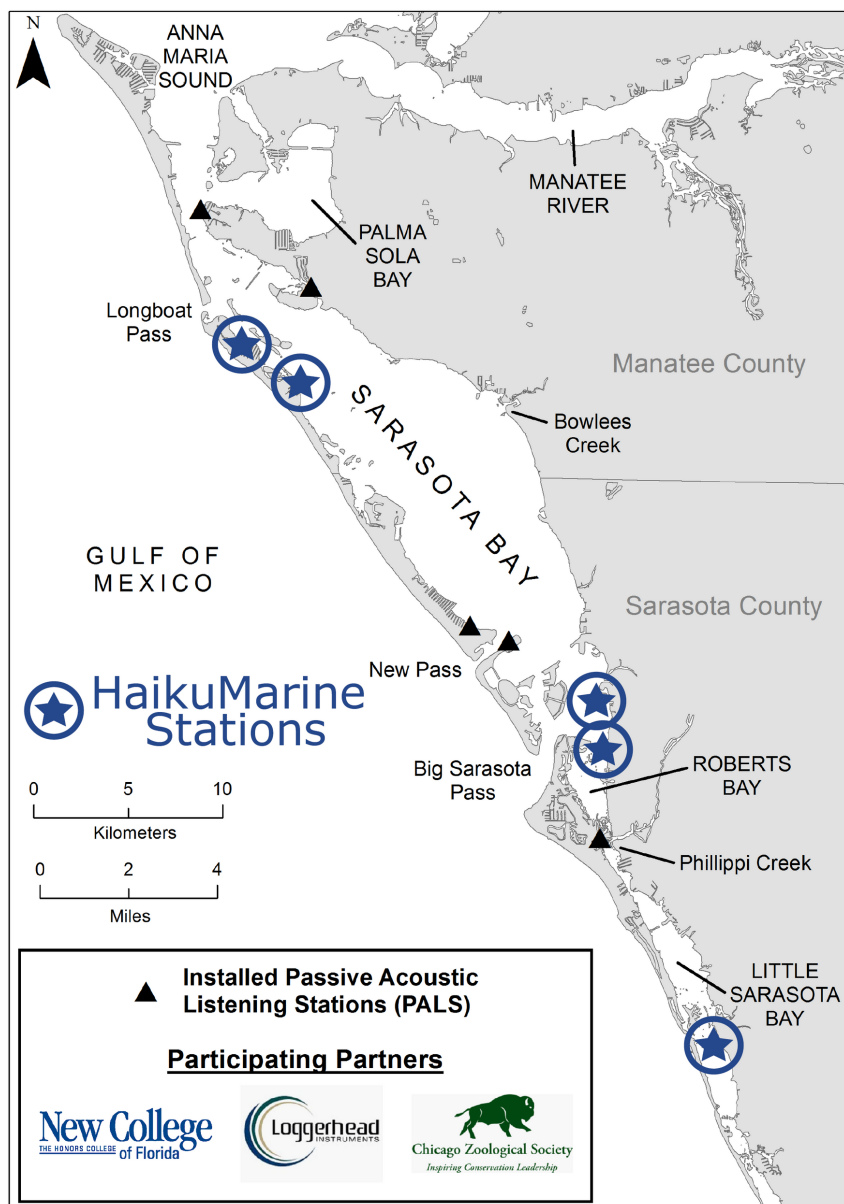 N
ANNA
MARIA
SOUND
MANATEE
RIVER
PALMA
SOLA
BAY
Longboat
Pass
Manatee County
Bowlees
Creek
SARASOTA BAY
GULF OF
MEXICO
Sarasota County
New Pass
HaikuMarine
Stations
Big Sarasota
Pass
ROBERTS
BAY
0 5 10
Kilometers
Phillippi Creek
0 2 4
Miles
LITTLE
SARASOTA
BAY
Installed Passive Acoustic
Listening Stations (PALS)
Participating Partners
New College
THE HONORS COLLEGE of Florida
Loggerhead
INSTRUMENTS
Chicago Zoological Society
Inspiring Conservation Leadership